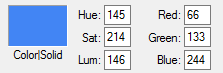 Hue: 145 Red: 66
Sat: 214 Green: 133
Color|Solid Lum: 146 Blue: 244